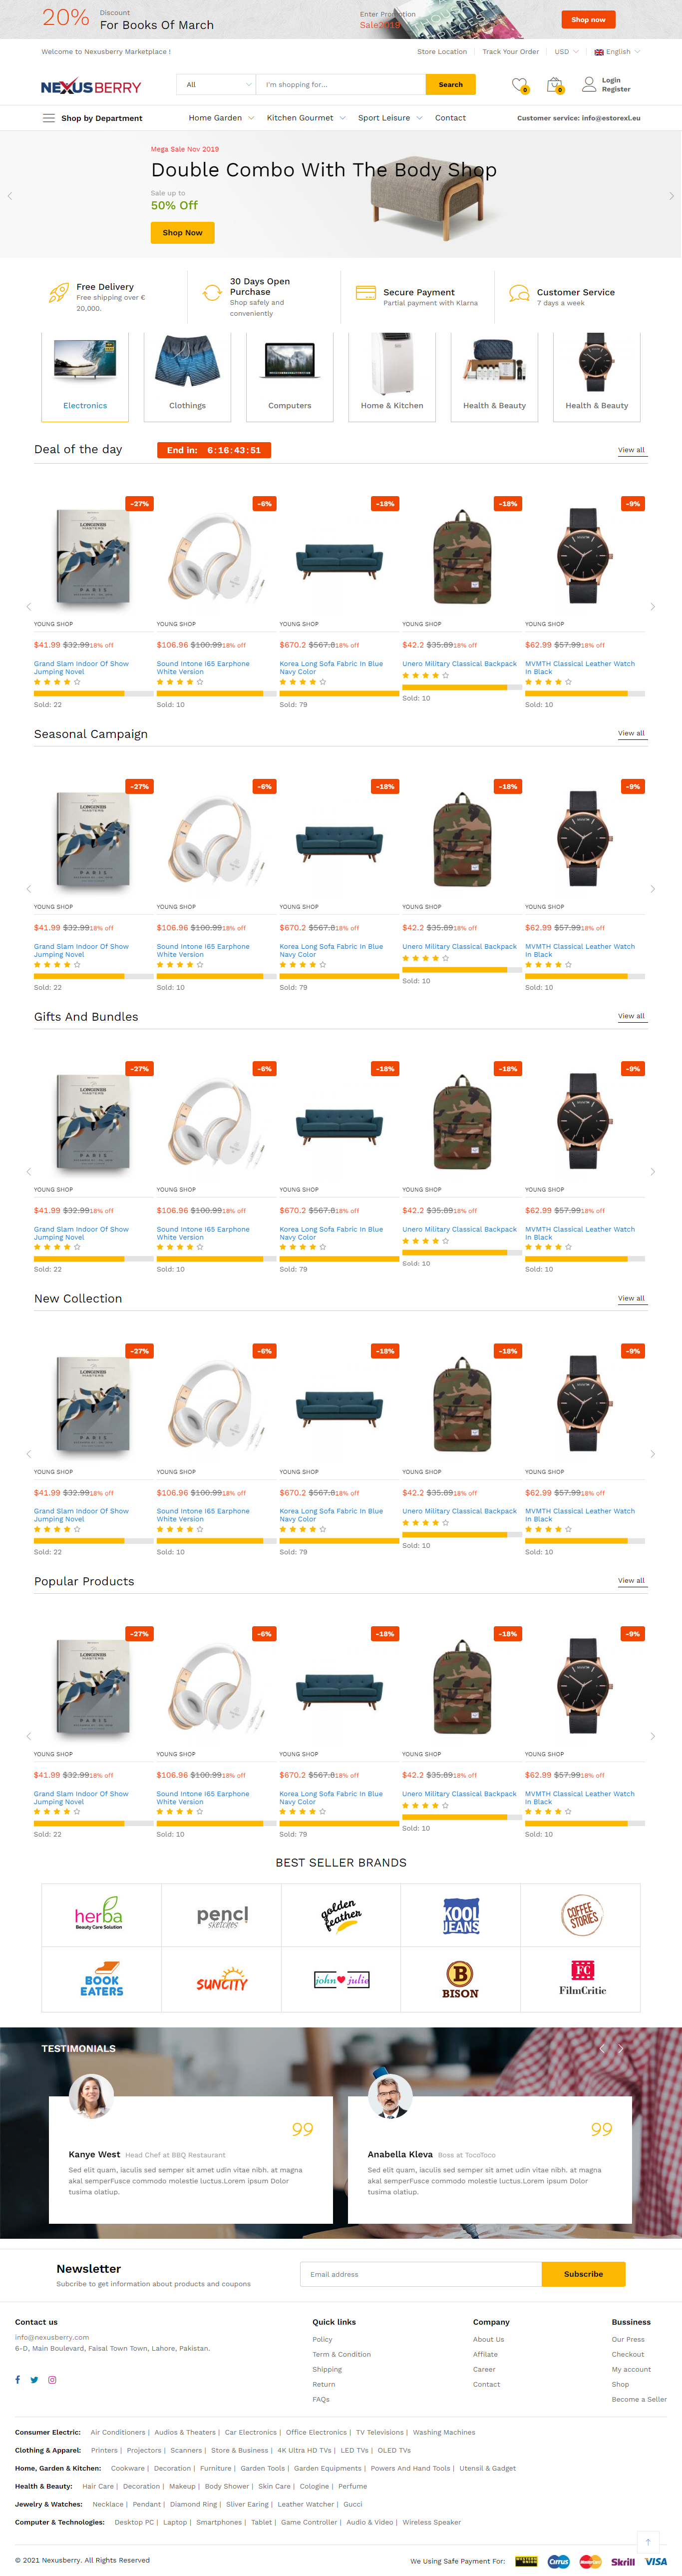 20%
Discount
For Books Of March
Enter Promotion
Sale2019
Shop now
Welcome to Nexusberry Marketplace !
Store Location
Track Your Order
USD
English
NEXUSBERRY
All
I'm shopping for...
Search
0
0
Login
Register
Shop by Department
Home Garden
Kitchen Gourmet
Sport Leisure
Contact
Customer service: info@estorexl.eu
Mega Sale Nov 2019
Double Combo With The Body Shop
Sale up to
50% Off
Shop Now
Free Delivery
Free shipping over €
20,000.
30 Days Open
Purchase
Shop safely and
conveniently
Secure Payment
Partial payment with Klarna
Customer Service
7 days a week
Electronics
Clothings
Computers
Home & Kitchen
Health & Beauty
Health & Beauty
Deal of the day
End in: 6:16:43:51
View all
-27%
-6%
-18%
-18%
-9%
LONGINES
MASTERS
PARIS
YOUNG SHOP
YOUNG SHOP
YOUNG SHOP
YOUNG SHOP
YOUNG SHOP
$41.99 $32.99 18% off
$106.96 $100.99 18% off
$670.2 $567.8 18% off
$42.2 $35.89 18% off
$62.99 $57.99 18% off
Grand Slam Indoor Of Show
Jumping Novel
Sound Intone I65 Earphone
White Version
Korea Long Sofa Fabric In Blue
Navy Color
Unero Military Classical Backpack
MVMTH Classical Leather Watch
In Black
Sold: 22
Sold: 10
Sold: 79
Sold: 10
Sold: 10
Seasonal Campaign
View all
-27%
-6%
-18%
-18%
-9%
LONGINES
MASTERS
PARIS
YOUNG SHOP
YOUNG SHOP
YOUNG SHOP
YOUNG SHOP
YOUNG SHOP
$41.99 $32.99 18% off
$106.96 $100.99 18% off
$670.2 $567.8 18% off
$42.2 $35.89 18% off
$62.99 $57.99 18% off
Grand Slam Indoor Of Show
Jumping Novel
Sound Intone I65 Earphone
White Version
Korea Long Sofa Fabric In Blue
Navy Color
Unero Military Classical Backpack
MVMTH Classical Leather Watch
In Black
Sold: 22
Sold: 10
Sold: 79
Sold: 10
Sold: 10
Gifts And Bundles
View all
-27%
-6%
-18%
-18%
-9%
LONGINES
MASTERS
PARIS
YOUNG SHOP
YOUNG SHOP
YOUNG SHOP
YOUNG SHOP
YOUNG SHOP
$41.99 $32.99 18% off
$106.96 $100.99 18% off
$670.2 $567.8 18% off
$42.2 $35.89 18% off
$62.99 $57.99 18% off
Grand Slam Indoor Of Show
Jumping Novel
Sound Intone I65 Earphone
White Version
Korea Long Sofa Fabric In Blue
Navy Color
Unero Military Classical Backpack
MVMTH Classical Leather Watch
In Black
Sold: 22
Sold: 10
Sold: 79
Sold: 10
Sold: 10
New Collection
View all
-27%
-6%
-18%
-18%
-9%
LONGINES
MASTERS
PARIS
YOUNG SHOP
YOUNG SHOP
YOUNG SHOP
YOUNG SHOP
YOUNG SHOP
$41.99 $32.99 18% off
$106.96 $100.99 18% off
$670.2 $567.8 18% off
$42.2 $35.89 18% off
$62.99 $57.99 18% off
Grand Slam Indoor Of Show
Jumping Novel
Sound Intone I65 Earphone
White Version
Korea Long Sofa Fabric In Blue
Navy Color
Unero Military Classical Backpack
MVMTH Classical Leather Watch
In Black
Sold: 22
Sold: 10
Sold: 79
Sold: 10
Sold: 10
Popular Products
View all
-27%
-6%
-18%
-18%
-9%
LONGINES
MASTERS
PARIS
YOUNG SHOP
YOUNG SHOP
YOUNG SHOP
YOUNG SHOP
YOUNG SHOP
$41.99 $32.99 18% off
$106.96 $100.99 18% off
$670.2 $567.8 18% off
$42.2 $35.89 18% off
$62.99 $57.99 18% off
Grand Slam Indoor Of Show
Jumping Novel
Sound Intone I65 Earphone
White Version
Korea Long Sofa Fabric In Blue
Navy Color
Unero Military Classical Backpack
MVMTH Classical Leather Watch
In Black
Sold: 22
Sold: 10
Sold: 79
Sold: 10
Sold: 10
BEST SELLER BRANDS
herba
Beauty Care Solution
pencl
sketches
golden
feather
KOOL
JEANS
COFFEE
STORIES
BOOK
EATERS
SUNCITY
john julia
B
BISON
FC
FilmCritic
TESTIMONIALS
Kanye West Head Chef at BBQ Restaurant
Sed elit quam, iaculis sed semper sit amet udin vitae nibh. at magna
akal semperFusce commodo molestie luctus.Lorem ipsum Dolor
tusima olatiup.
Anabella Kleva Boss at TocoToco
Sed elit quam, iaculis sed semper sit amet udin vitae nibh. at magna
akal semperFusce commodo molestie luctus.Lorem ipsum Dolor
tusima olatiup.
Newsletter
Subcribe to get information about products and coupons
Email address
Subscribe
Contact us
info@nexusberry.com
6-D, Main Boulevard, Faisal Town Town, Lahore, Pakistan.
Quick links
Policy
Term & Condition
Shipping
Return
FAQs
Company
About Us
Affilate
Career
Contact
Bussiness
Our Press
Checkout
My account
Shop
Become a Seller
Consumer Electric: Air Conditioners | Audios & Theaters | Car Electronics | Office Electronics | TV Televisions | Washing Machines
Clothing & Apparel: Printers | Projectors | Scanners | Store & Business | 4K Ultra HD TVs | LED TVs | OLED TVs
Home, Garden & Kitchen: Cookware | Decoration | Furniture | Garden Tools | Garden Equipments | Powers And Hand Tools | Utensil & Gadget
Health & Beauty: Hair Care | Decoration | Makeup | Body Shower | Skin Care | Cologine | Perfume
Jewelry & Watches: Necklace | Pendant | Diamond Ring | Sliver Earing | Leather Watcher | Gucci
Computer & Technologies: Desktop PC | Laptop | Smartphones | Tablet | Game Controller | Audio & Video | Wireless Speaker
© 2021 Nexusberry. All Rights Reserved
We Using Safe Payment For:
Cirrus
MasterCard
Skrill
VISA